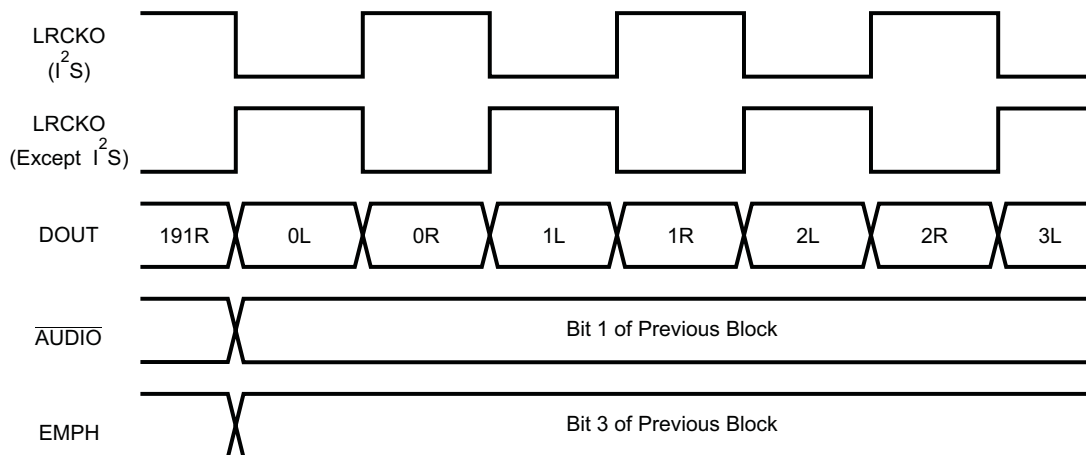 LRCKO
(I²S)
LRCKO
(Except I²S)
DOUT 191R 0L 0R 1L 1R 2L 2R 3L
AUDIO Bit 1 of Previous Block
EMPH Bit 3 of Previous Block